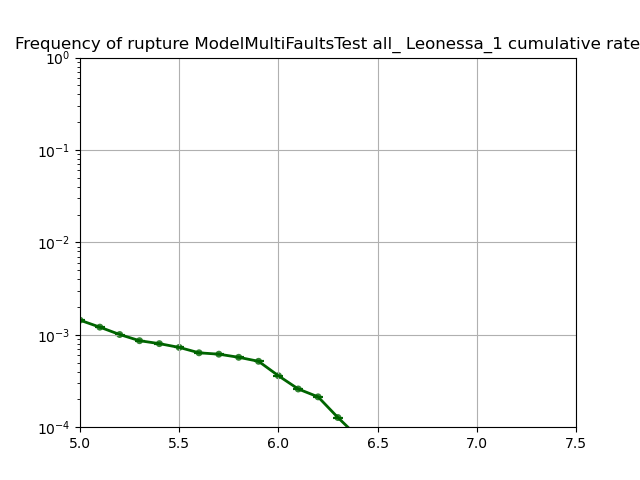 Frequency of rupture ModelMultiFaultsTest all_ Leonessa_1 cumulative rate
10⁰
10⁻¹
10⁻²
10⁻³
10⁻⁴
5.0 5.5 6.0 6.5 7.0 7.5